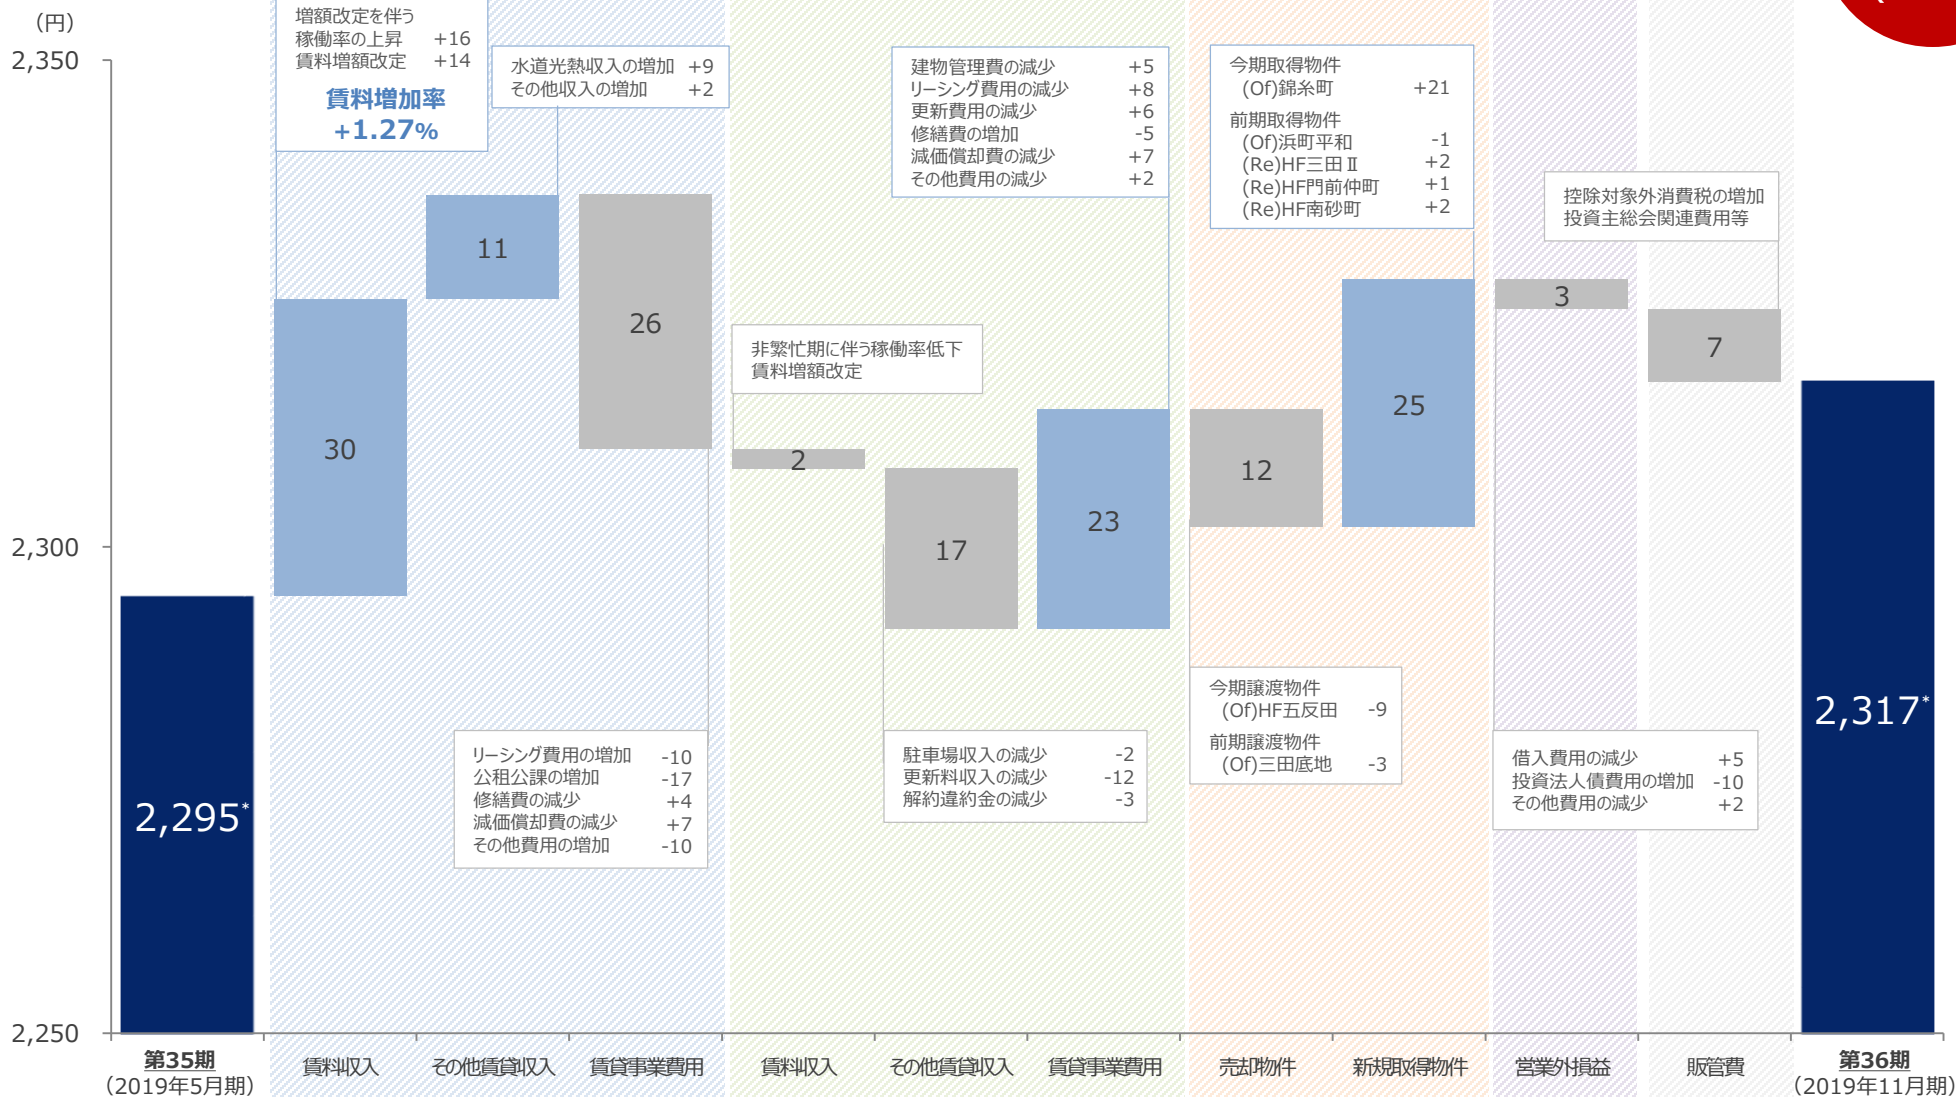 （円）
2,350
2,300
2,250
増額改定を伴う
稼働率の上昇 +16
賃料増額改定 +14
賃料増加率
+1.27%
水道光熱収入の増加 +9
その他収入の増加 +2
建物管理費の減少 +5
リーシング費用の減少 +8
更新費用の減少 +6
修繕費の増加 -5
減価償却費の減少 +7
その他費用の減少 +2
今期取得物件
(Of)錦糸町 +21
前期取得物件
(Of)浜町平和 -1
(Re)HF三田Ⅱ +2
(Re)HF門前仲町 +1
(Re)HF南砂町 +2
控除対象外消費税の増加
投資主総会関連費用等
非繁忙期に伴う稼働率低下
賃料増額改定
2,295*
30
11
26
2
17
23
12
25
3
7
2,317*
リーシング費用の増加 -10
公租公課の増加 -17
修繕費の減少 +4
減価償却費の減少 +7
その他費用の増加 -10
駐車場収入の減少 -2
更新料収入の減少 -12
解約違約金の減少 -3
今期譲渡物件
(Of)HF五反田 -9
前期譲渡物件
(Of)三田底地 -3
借入費用の減少 +5
投資法人債費用の増加 -10
その他費用の減少 +2
第35期
（2019年5月期）
賃料収入
その他賃貸収入
賃貸事業費用
賃料収入
その他賃貸収入
賃貸事業費用
売却物件
新規取得物件
営業外損益
販管費
第36期
（2019年11月期）